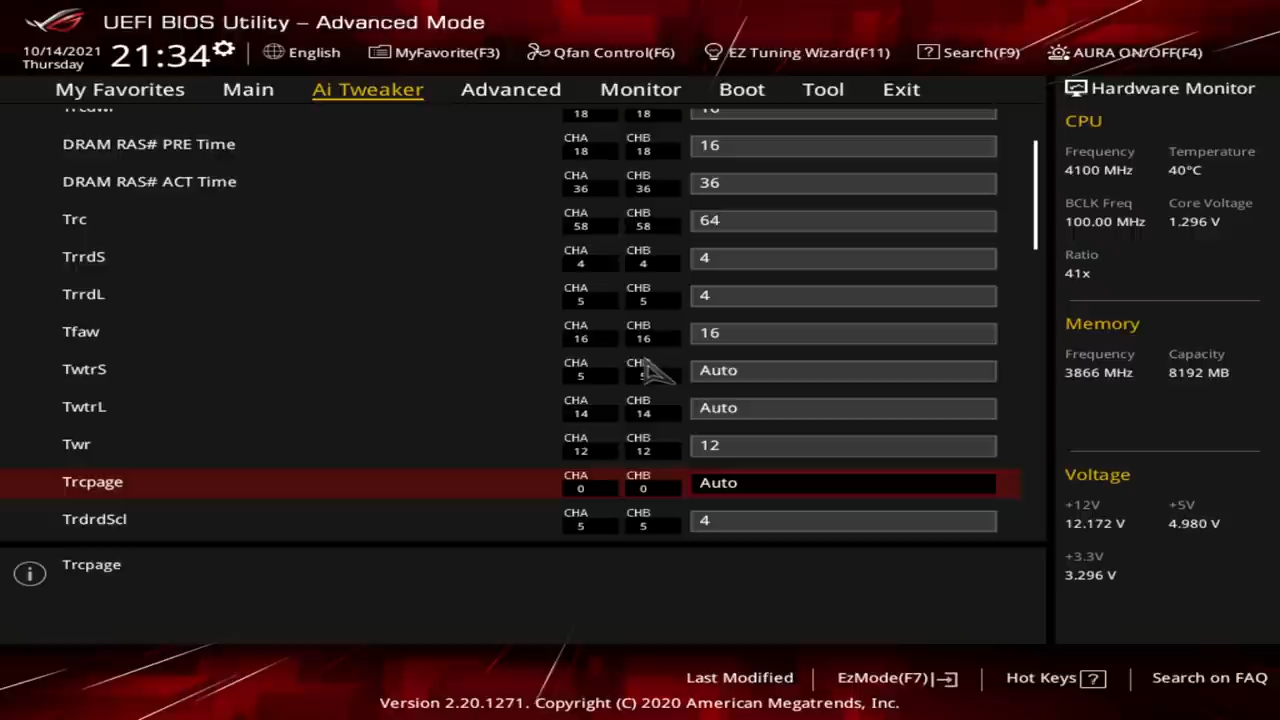 UEFI BIOS Utility – Advanced Mode
10/14/2021
Thursday
21:34
English
MyFavorite(F3)
Qfan Control(F6)
EZ Tuning Wizard(F11)
? Search(F9)
AURA ON/OFF(F4)
My Favorites Main Ai Tweaker Advanced Monitor Boot Tool Exit
18 18
DRAM RAS# PRE Time CHA 18 CHB 18 16
DRAM RAS# ACT Time CHA 36 CHB 36 36
Trc CHA 58 CHB 58 64
TrrdS CHA 4 CHB 4 4
TrrdL CHA 5 CHB 5 4
Tfaw CHA 16 CHB 16 16
TwtrS CHA 5 Auto
TwtrL CHA 14 CHB 14 Auto
Twr CHA 12 CHB 12 12
Trcpage CHA 0 CHB 0 Auto
TrdrdScl CHA 5 CHB 5 4
i Trcpage
Hardware Monitor
CPU
Frequency Temperature
4100 MHz 40°C
BCLK Freq Core Voltage
100.00 MHz 1.296 V
Ratio
41x
Memory
Frequency Capacity
3866 MHz 8192 MB
Voltage
+12V +5V
12.172 V 4.980 V
+3.3V
3.296 V
Last Modified EzMode(F7) Hot Keys ? Search on FAQ
Version 2.20.1271. Copyright (C) 2020 American Megatrends, Inc.